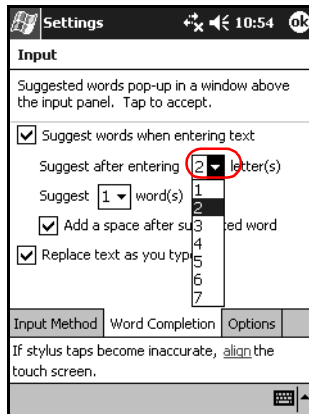 Settings 10:54 ok
Input
Suggested words pop-up in a window above
the input panel. Tap to accept.
Suggest words when entering text
Suggest after entering 2 letter(s)
Suggest 1 word(s)
1
2
Add a space after su ted word
3
4
Replace text as you typ
5
6
7
Input Method Word Completion Options
If stylus taps become inaccurate, align the
touch screen.